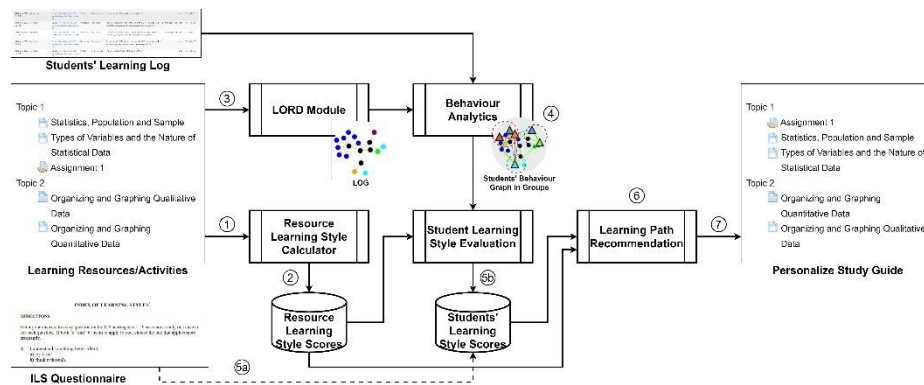 Students' Learning Log
Topic 1
Statistics, Population and Sample
Types of Variables and the Nature of
Statistical Data
Assignment 1
Topic 2
Organizing and Graphing Qualitative
Data
Organizing and Graphing
Quantitative Data
Learning Resources/Activities
INDEX OF LEARNING STYLES
DIRECTIONS
ILS Questionnaire
3
LORD Module
LOG
Behaviour
Analytics
4
Students' Behaviour
Graph in Groups
1
Resource
Learning Style
Calculator
2
Resource
Learning
Style Scores
Student Learning
Style Evaluation
5b
Students'
Learning
Style Scores
5a
6
Learning Path
Recommendation
7
Topic 1
Assignment 1
Statistics, Population and Sample
Types of Variables and the Nature of
Statistical Data
Topic 2
Organizing and Graphing
Quantitative Data
Organizing and Graphing Qualitative
Data
Personalize Study Guide